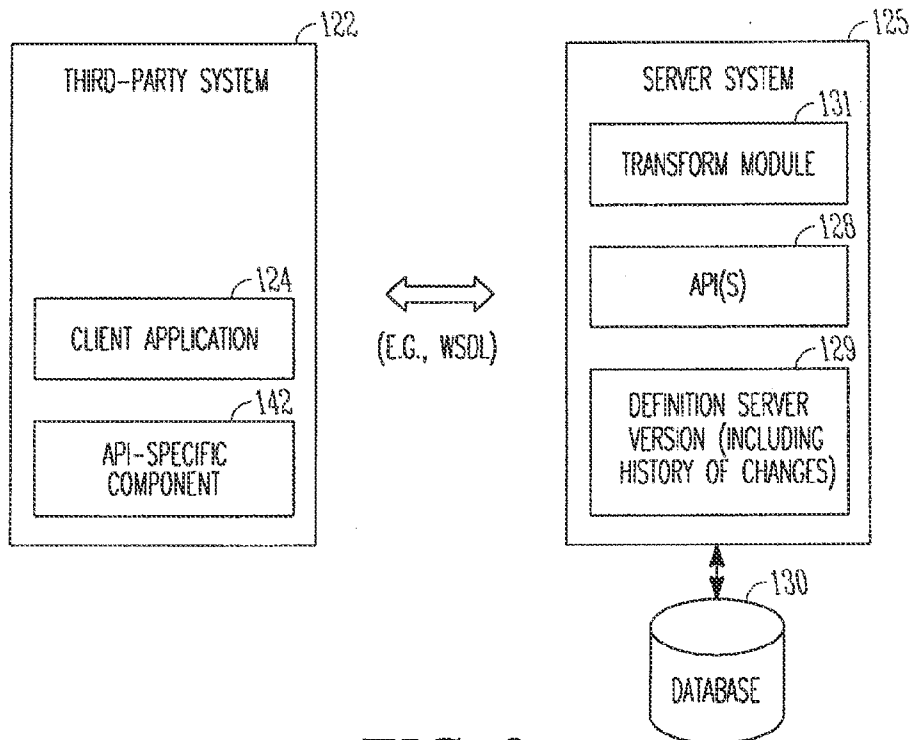 122
THIRD-PARTY SYSTEM
124
CLIENT APPLICATION
142
API-SPECIFIC
COMPONENT
(E.G., WSDL)
125
SERVER SYSTEM
131
TRANSFORM MODULE
128
API(S)
129
DEFINITION SERVER
VERSION (INCLUDING
HISTORY OF CHANGES)
130
DATABASE